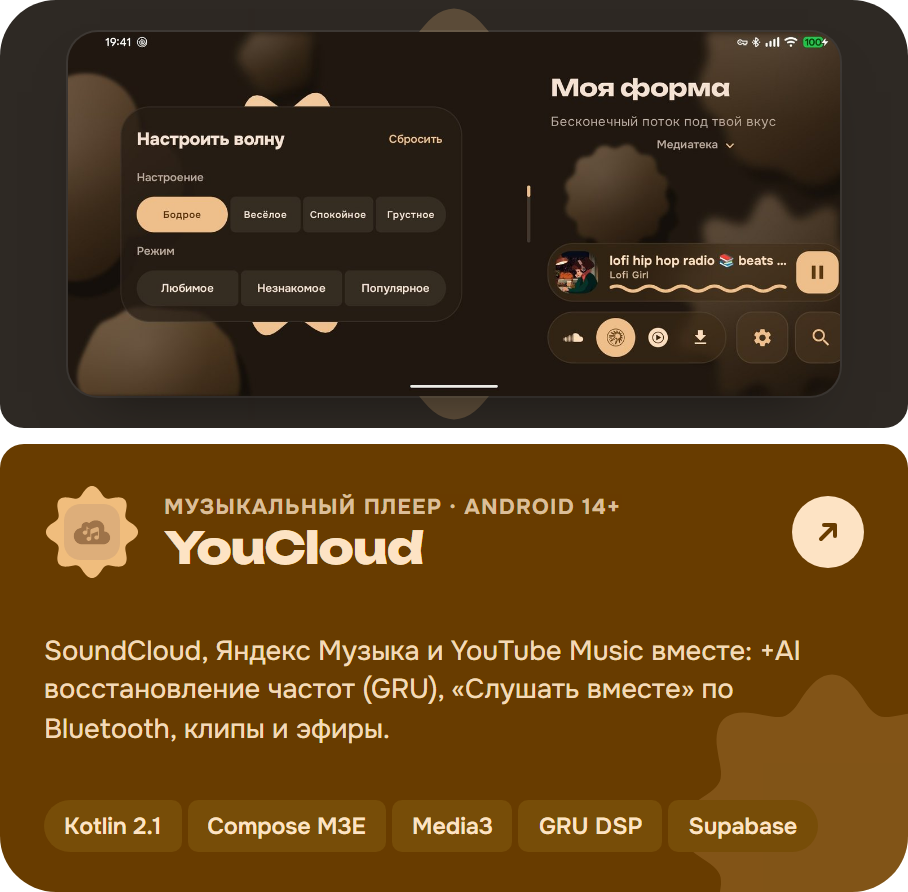 19:41
100
Моя форма
Бесконечный поток под твой вкус
Медиатека
Настроить волну
Сбросить
Настроение
Бодрое Весёлое Спокойное Грустное
Режим
Любимое Незнакомое Популярное
lofi hip hop radio 📚 beats ...
Lofi Girl
МУЗЫКАЛЬНЫЙ ПЛЕЕР · ANDROID 14+
YouCloud
SoundCloud, Яндекс Музыка и YouTube Music вместе: +AI
восстановление частот (GRU), «Слушать вместе» по
Bluetooth, клипы и эфиры.
Kotlin 2.1 Compose M3E Media3 GRU DSP Supabase